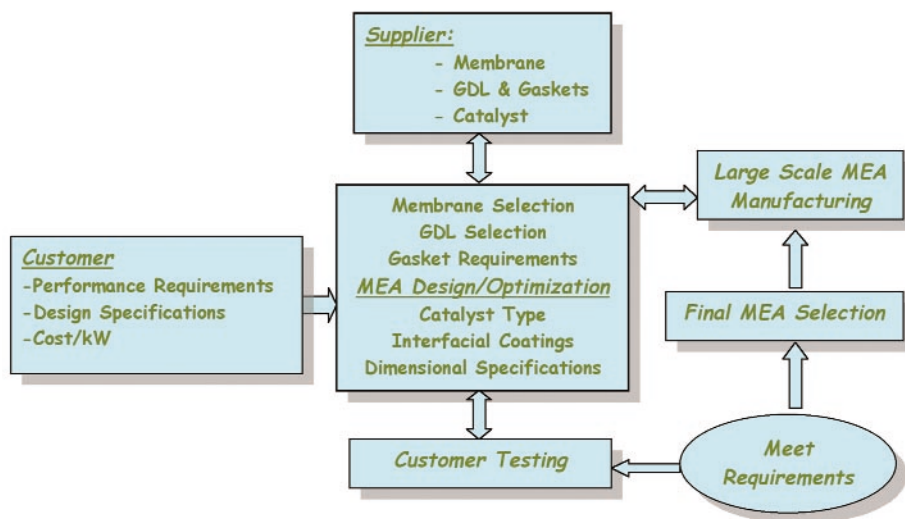 Supplier:
- Membrane
- GDL & Gaskets
- Catalyst
Large Scale MEA
Manufacturing
Membrane Selection
GDL Selection
Gasket Requirements
MEA Design/Optimization
Catalyst Type
Interfacial Coatings
Dimensional Specifications
Customer
-Performance Requirements
-Design Specifications
-Cost/kW
Final MEA Selection
Customer Testing
Meet
Requirements